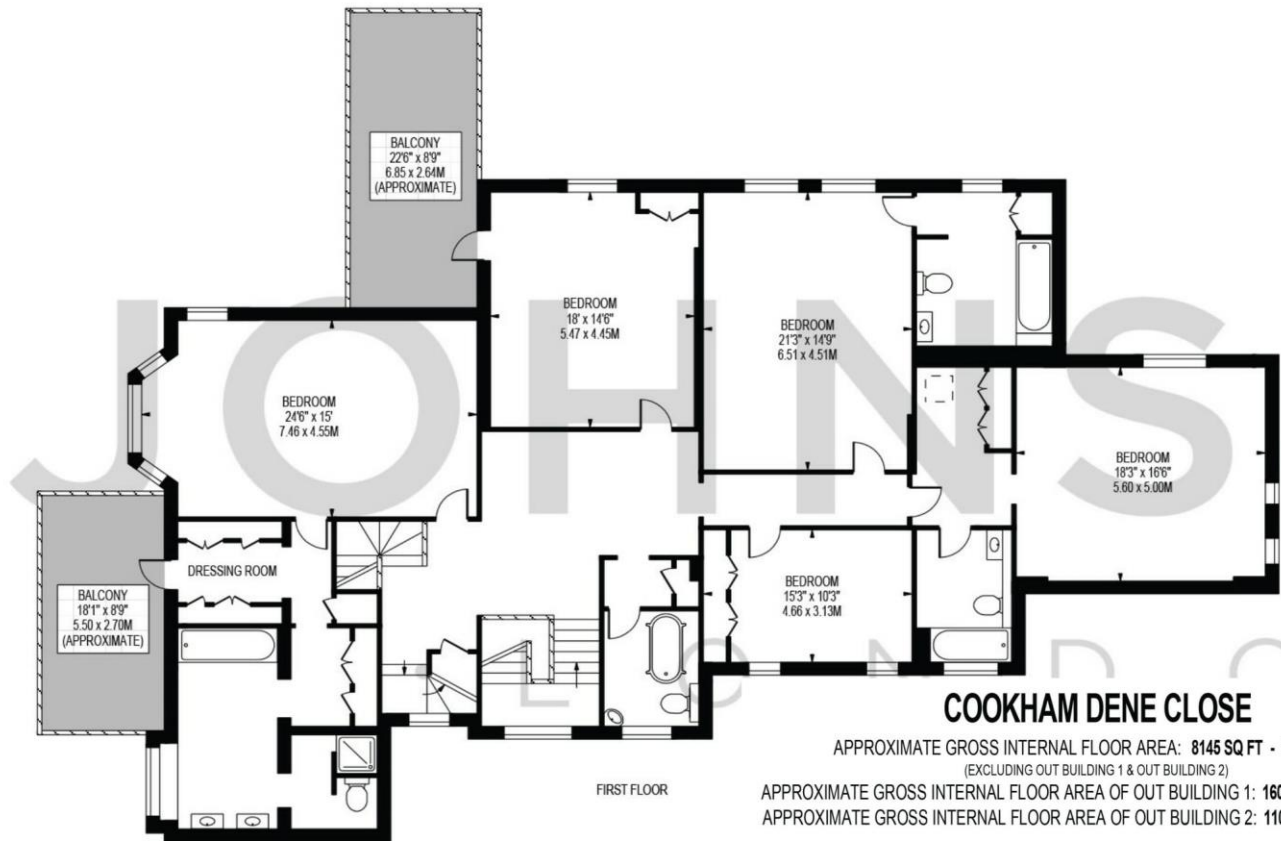 BALCONY
22'6" x 8'9"
6.85 x 2.64M
(APPROXIMATE)
BEDROOM
18' x 14'6"
5.47 x 4.45M
BEDROOM
21'3" x 14'9"
6.51 x 4.51M
BEDROOM
24'6" x 15'
7.46 x 4.55M
BEDROOM
18'3" x 16'6"
5.60 x 5.00M
DRESSING ROOM
BALCONY
18'1" x 8'9"
5.50 x 2.70M
(APPROXIMATE)
BEDROOM
15'3" x 10'3"
4.66 x 3.13M
JOHNS
LONDO
FIRST FLOOR
COOKHAM DENE CLOSE
APPROXIMATE GROSS INTERNAL FLOOR AREA: 8145 SQ FT -
(EXCLUDING OUT BUILDING 1 & OUT BUILDING 2)
APPROXIMATE GROSS INTERNAL FLOOR AREA OF OUT BUILDING 1: 160
APPROXIMATE GROSS INTERNAL FLOOR AREA OF OUT BUILDING 2: 110